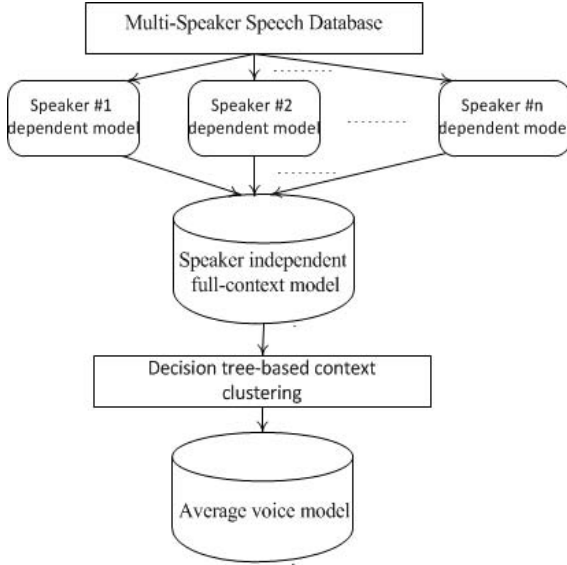 Multi-Speaker Speech Database
Speaker #1
dependent model
Speaker #2
dependent model
Speaker #n
dependent model
Speaker independent
full-context model
Decision tree-based context
clustering
Average voice model